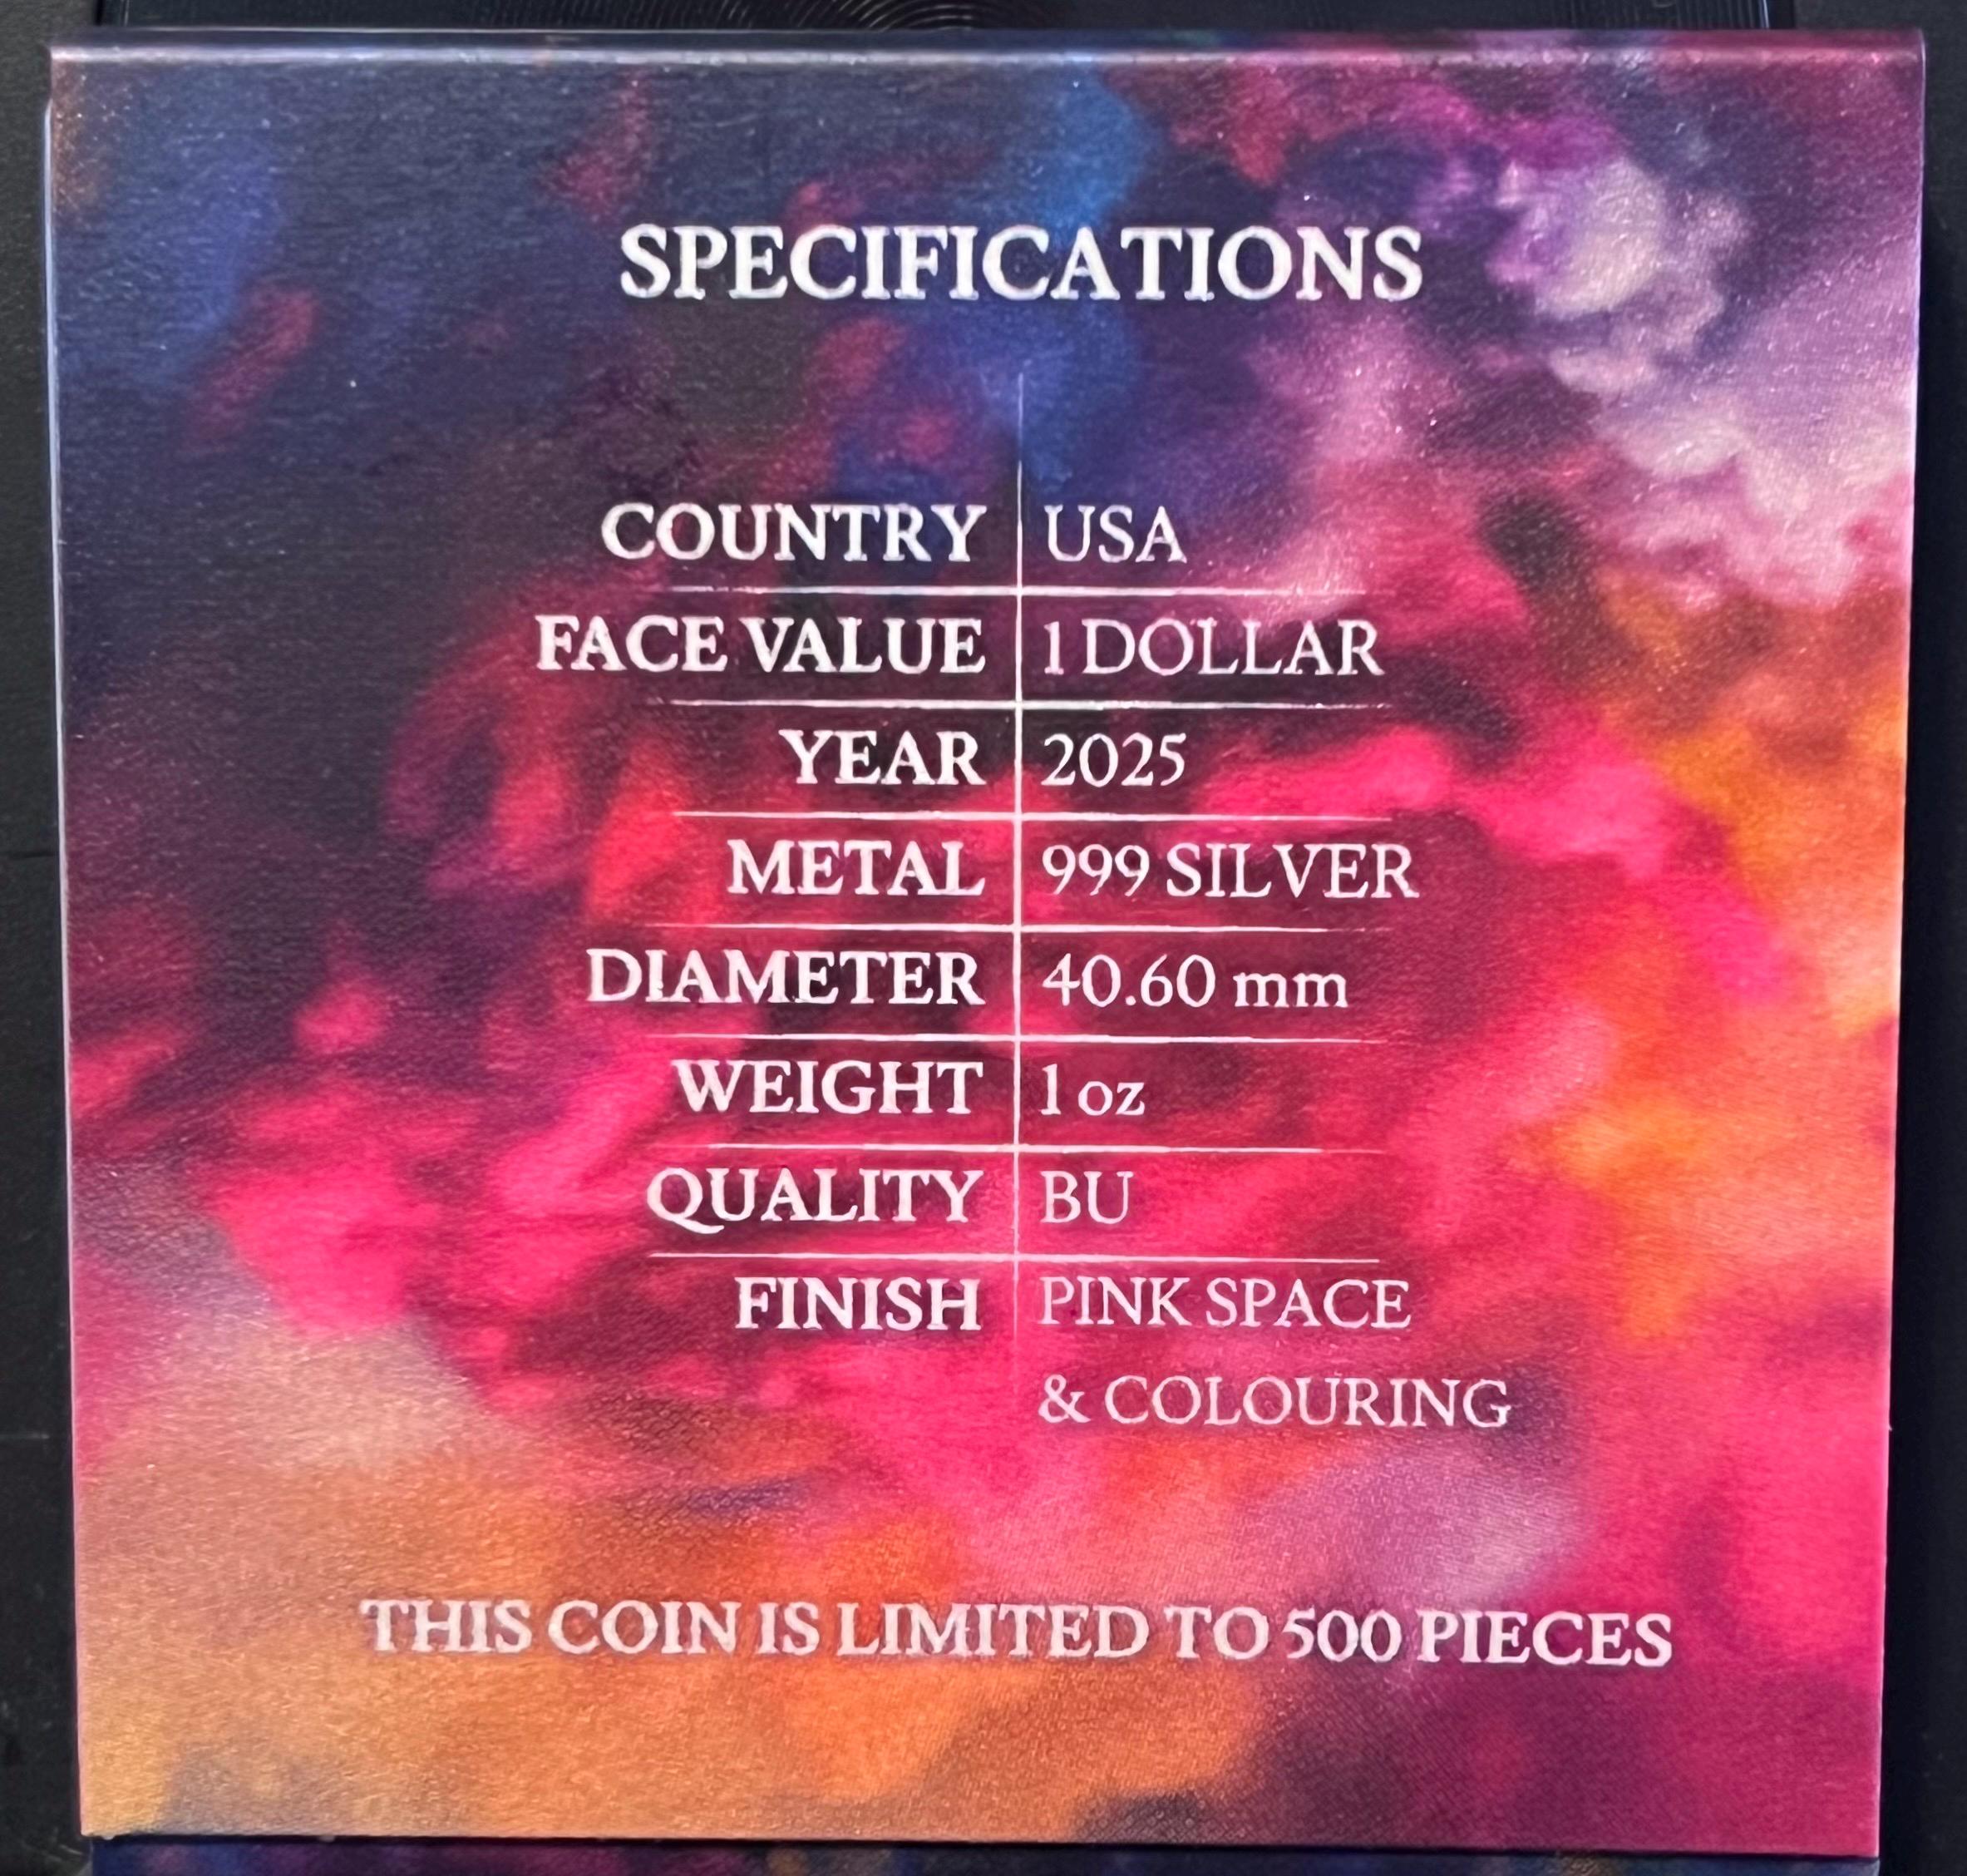 SPECIFICATIONS
COUNTRY USA
FACE VALUE 1 DOLLAR
YEAR 2025
METAL 999 SILVER
DIAMETER 40.60 mm
WEIGHT 1 oz
QUALITY BU
FINISH PINK SPACE
& COLOURING
THIS COIN IS LIMITED TO 500 PIECES